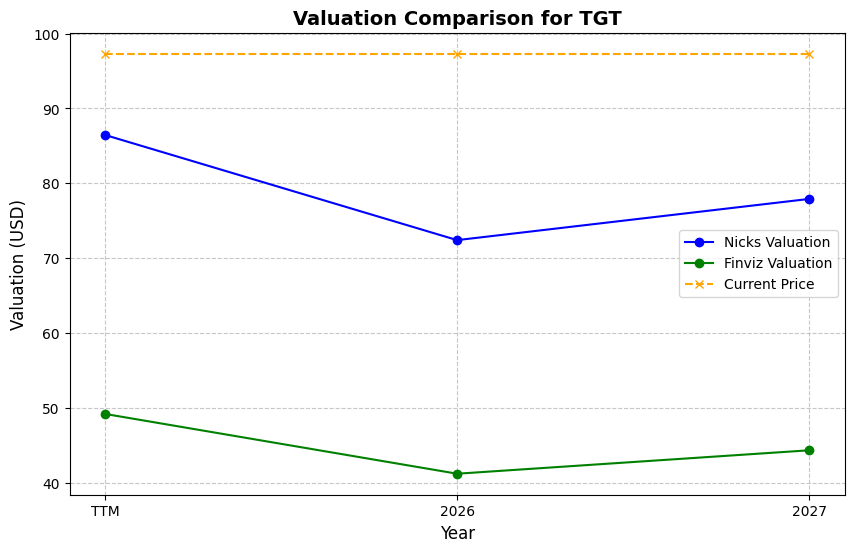 Valuation Comparison for TGT
Valuation (USD)
100
90
80
70
60
50
40
Nicks Valuation
Finviz Valuation
Current Price
TTM
2026
2027
Year